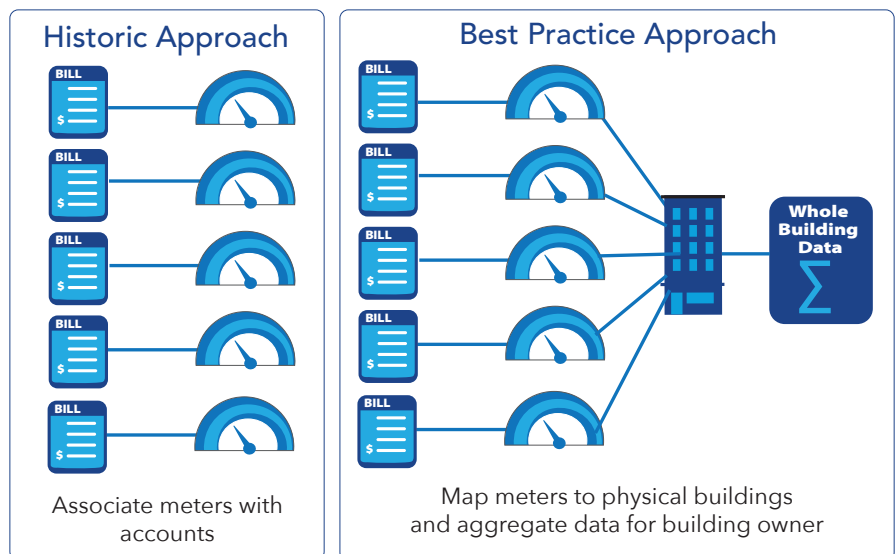 Historic Approach
BILL
$
BILL
$
BILL
$
BILL
$
BILL
$
Associate meters with
accounts
Best Practice Approach
BILL
$
BILL
$
BILL
$
BILL
$
BILL
$
Whole
Building
Data
Σ
Map meters to physical buildings
and aggregate data for building owner